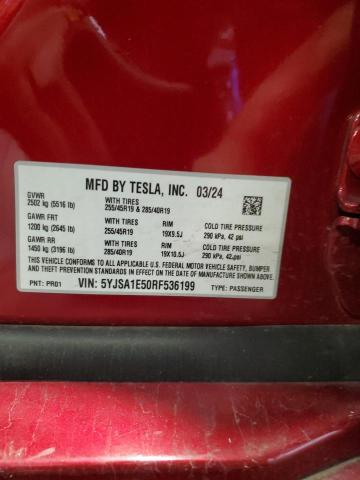 MFD BY TESLA, INC. 03/24
GVWR
2502 kg (5516 lb)
WITH TIRES
255/45R19 & 285/40R19
GAWR FRT
1200 kg (2645 lb)
WITH TIRES
255/45R19
RIM
19X9.5J
COLD TIRE PRESSURE
290 kPa, 42 psi
GAWR RR
1450 kg (3196 lb)
WITH TIRES
285/40R19
RIM
19X10.5J
COLD TIRE PRESSURE
290 kPa, 42,psi
THIS VEHICLE CONFORMS TO ALL APPLICABLE U.S. FEDERAL MOTOR VEHICLE SAFETY, BUMPER
AND THEFT PREVENTION STANDARDS IN EFFECT ON THE DATE OF MANUFACTURE SHOWN ABOVE.
PNT: PR01
VIN: 5YJSA1E50RF536199
TYPE: PASSENGER